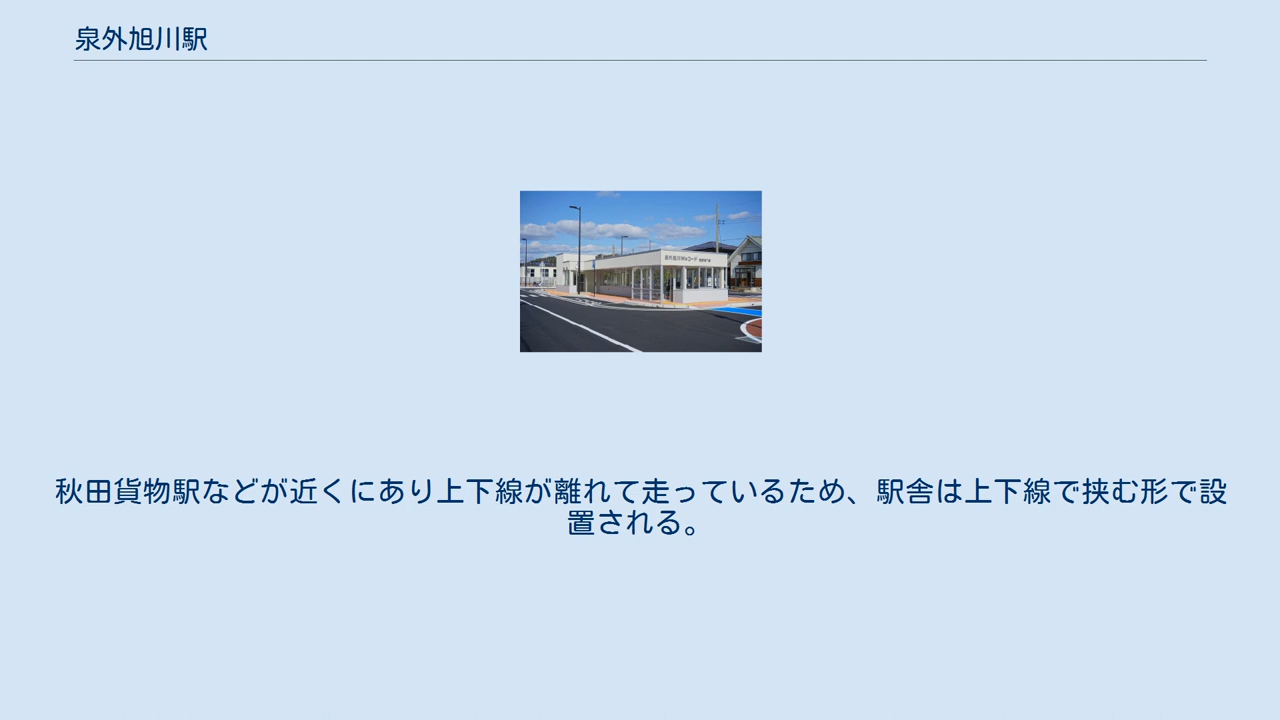 泉外旭川駅
秋田貨物駅などが近くにあり上下線が離れて走っているため、駅舎は上下線で挟む形で設
置される。